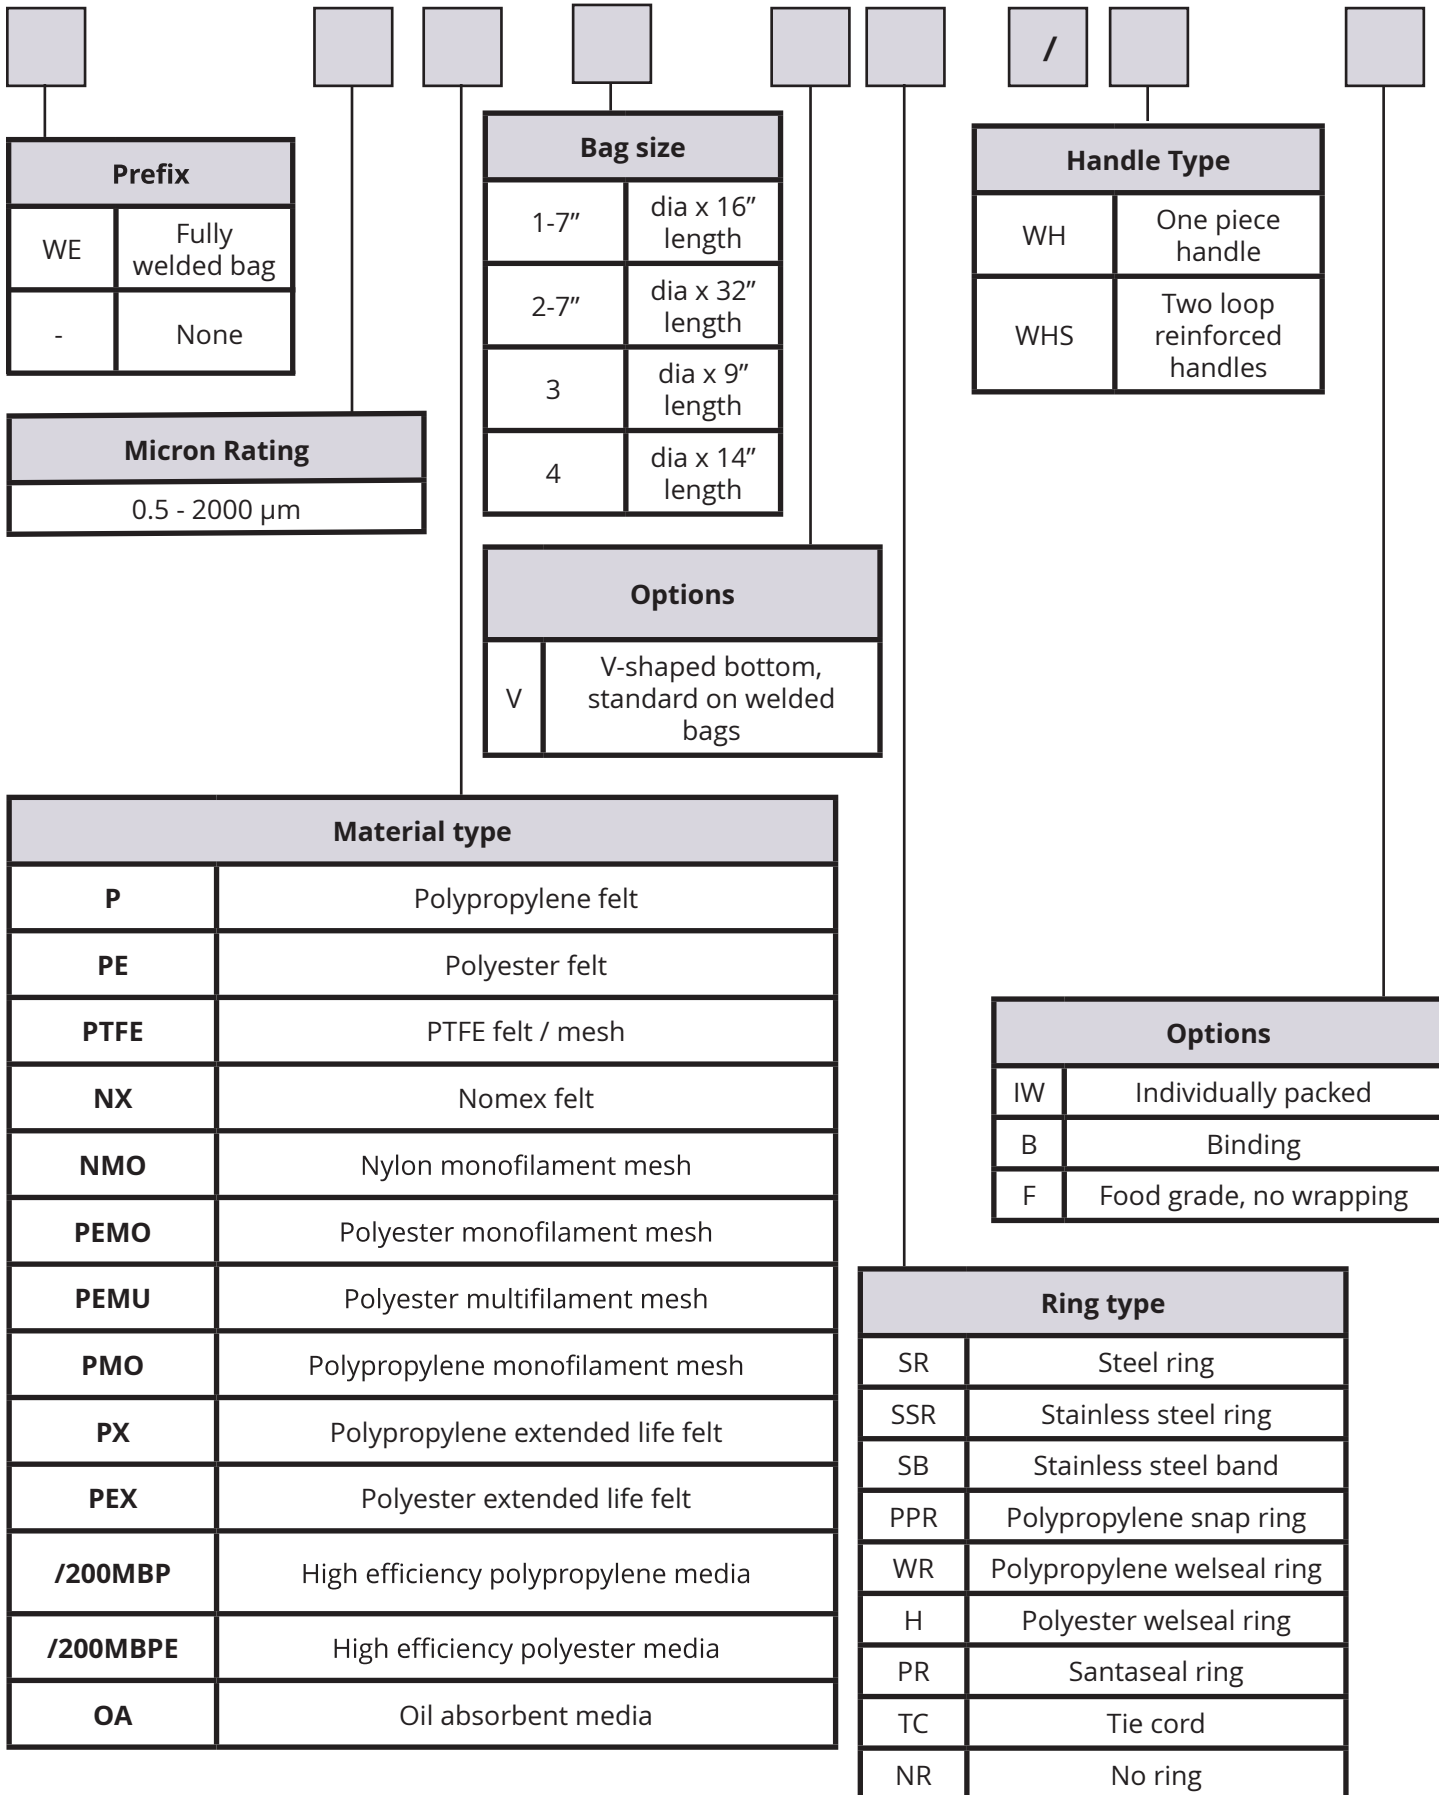 /
Prefix
WE
Fully
welded bag
-
None
Micron Rating
0.5 - 2000 µm
Bag size
1-7”
dia x 16”
length
2-7”
dia x 32”
length
3
dia x 9”
length
4
dia x 14”
length
Options
V
V-shaped bottom,
standard on welded
bags
Handle Type
WH
One piece
handle
WHS
Two loop
reinforced
handles
Material type
P
Polypropylene felt
PE
Polyester felt
PTFE
PTFE felt / mesh
NX
Nomex felt
NMO
Nylon monofilament mesh
PEMO
Polyester monofilament mesh
PEMU
Polyester multifilament mesh
PMO
Polypropylene monofilament mesh
PX
Polypropylene extended life felt
PEX
Polyester extended life felt
/200MBP
High efficiency polypropylene media
/200MBPE
High efficiency polyester media
OA
Oil absorbent media
Options
IW
Individually packed
B
Binding
F
Food grade, no wrapping
Ring type
SR
Steel ring
SSR
Stainless steel ring
SB
Stainless steel band
PPR
Polypropylene snap ring
WR
Polypropylene welseal ring
H
Polyester welseal ring
PR
Santaseal ring
TC
Tie cord
NR
No ring